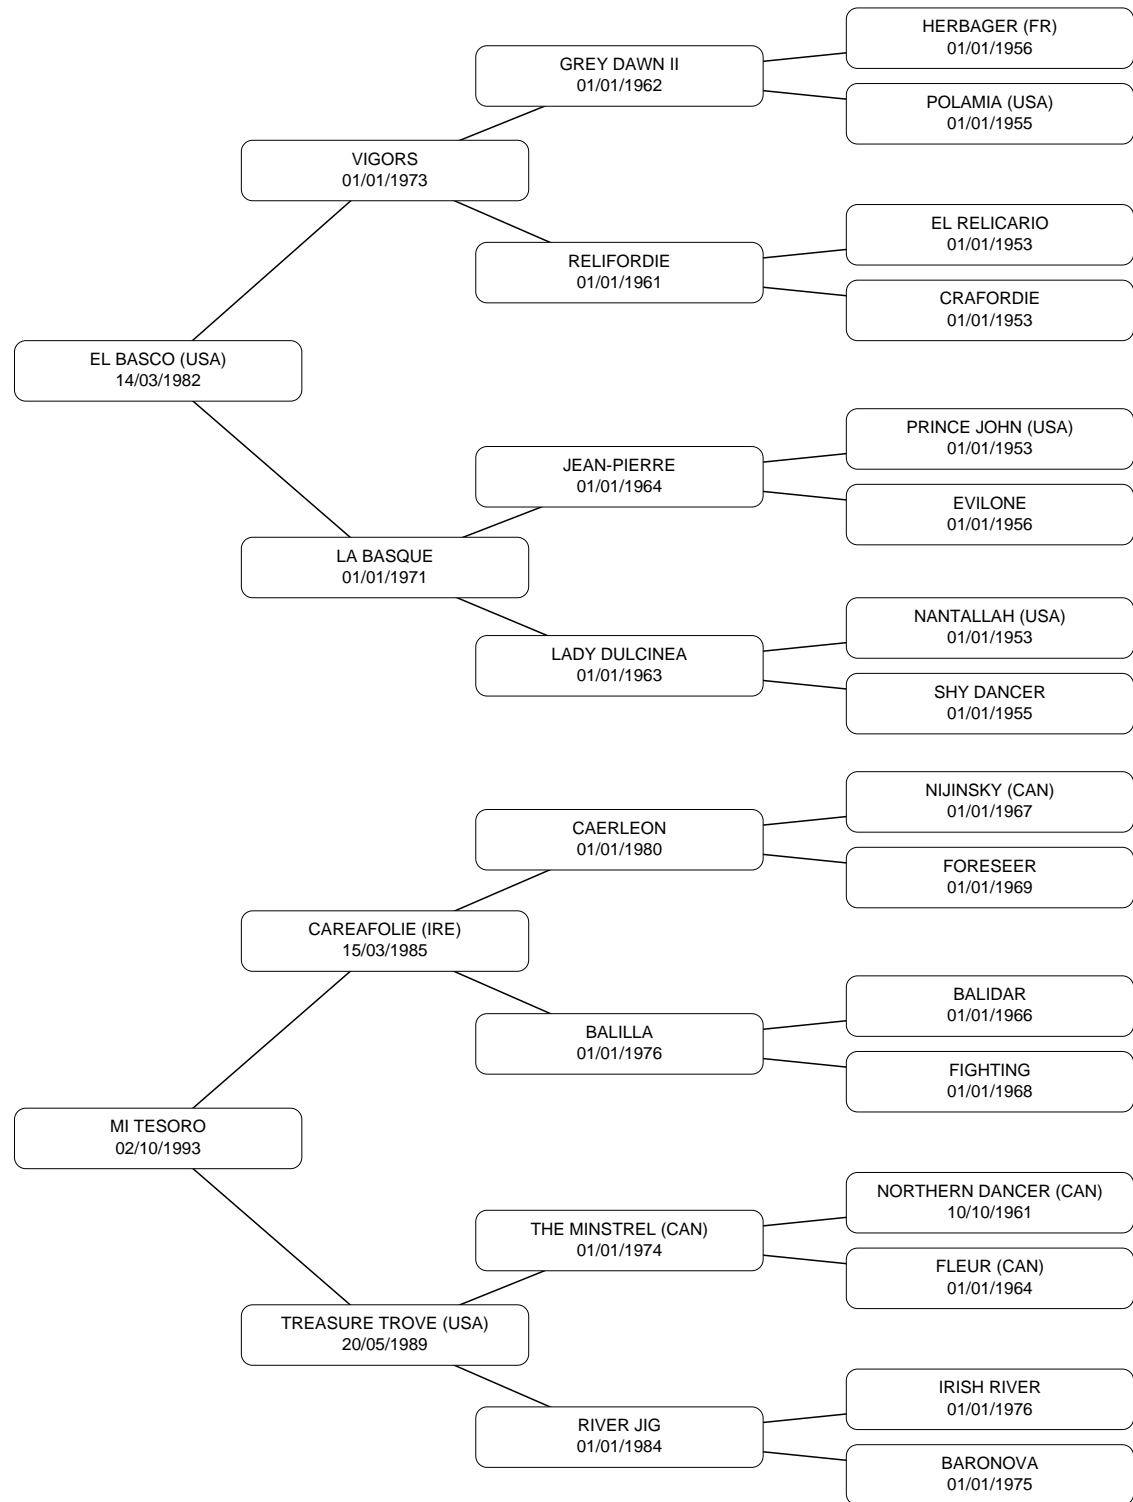 HERBAGER (FR)
01/01/1956
GREY DAWN II
01/01/1962
POLAMIA (USA)
01/01/1955
VIGORS
01/01/1973
EL RELICARIO
01/01/1953
RELIFORDIE
01/01/1961
CRAFORDIE
01/01/1953
EL BASCO (USA)
14/03/1982
PRINCE JOHN (USA)
01/01/1953
JEAN-PIERRE
01/01/1964
EVILONE
01/01/1956
LA BASQUE
01/01/1971
NANTALLAH (USA)
01/01/1953
LADY DULCINEA
01/01/1963
SHY DANCER
01/01/1955
NIJINSKY (CAN)
01/01/1967
CAERLEON
01/01/1980
FORESEER
01/01/1969
CAREAFOLIE (IRE)
15/03/1985
BALIDAR
01/01/1966
BALILLA
01/01/1976
FIGHTING
01/01/1968
MI TESORO
02/10/1993
NORTHERN DANCER (CAN)
10/10/1961
THE MINSTREL (CAN)
01/01/1974
FLEUR (CAN)
01/01/1964
TREASURE TROVE (USA)
20/05/1989
IRISH RIVER
01/01/1976
RIVER JIG
01/01/1984
BARONOVA
01/01/1975